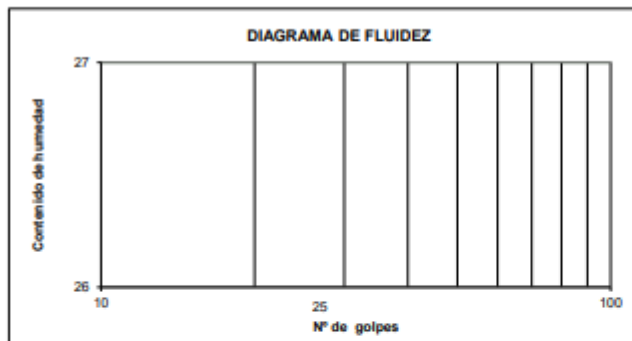 DIAGRAMA DE FLUIDEZ
27
Contenido de humedad
26
10 25 100
Nº de golpes